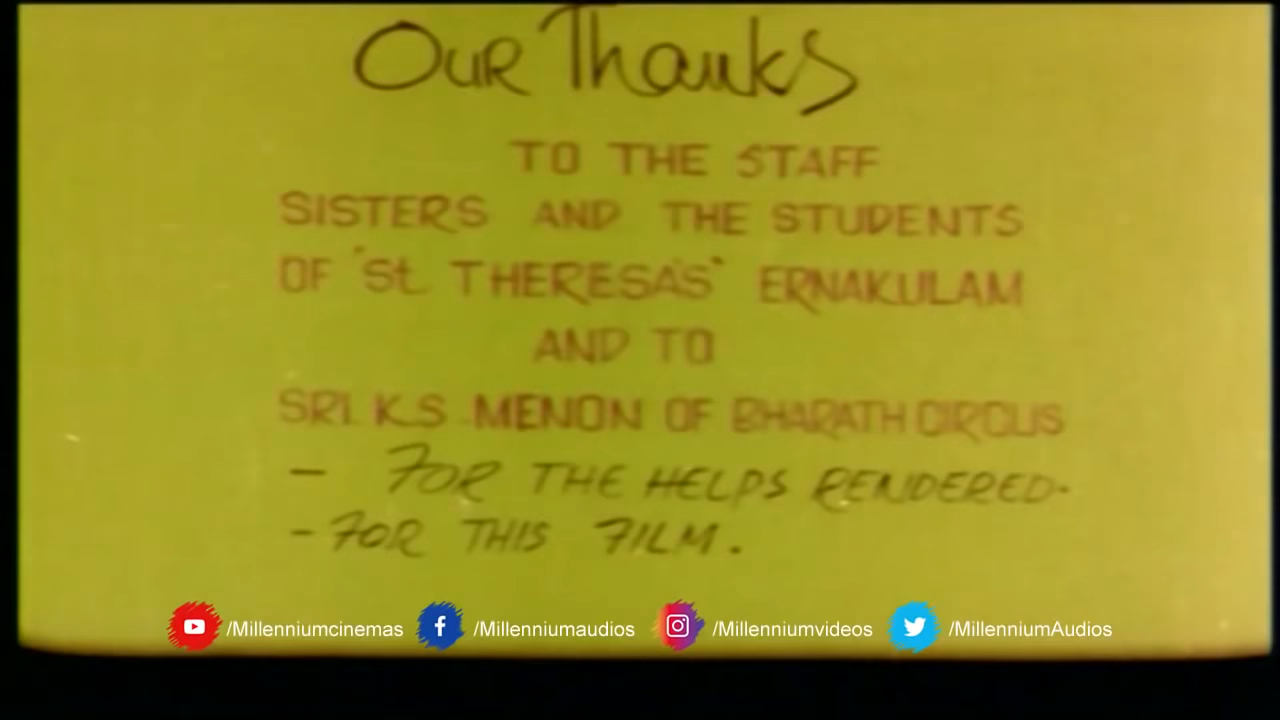 Our Thanks
TO THE STAFF
SISTERS AND THE STUDENTS
OF "St. THERESA'S" ERNAKULAM
AND TO
SRI. K.S. MENON OF BHARATH CIRCUS
- FOR THE HELPS RENDERED.
- FOR THIS FILM.
/Millenniumcinemas /Millenniumaudios /Millenniumvideos /MillenniumAudios